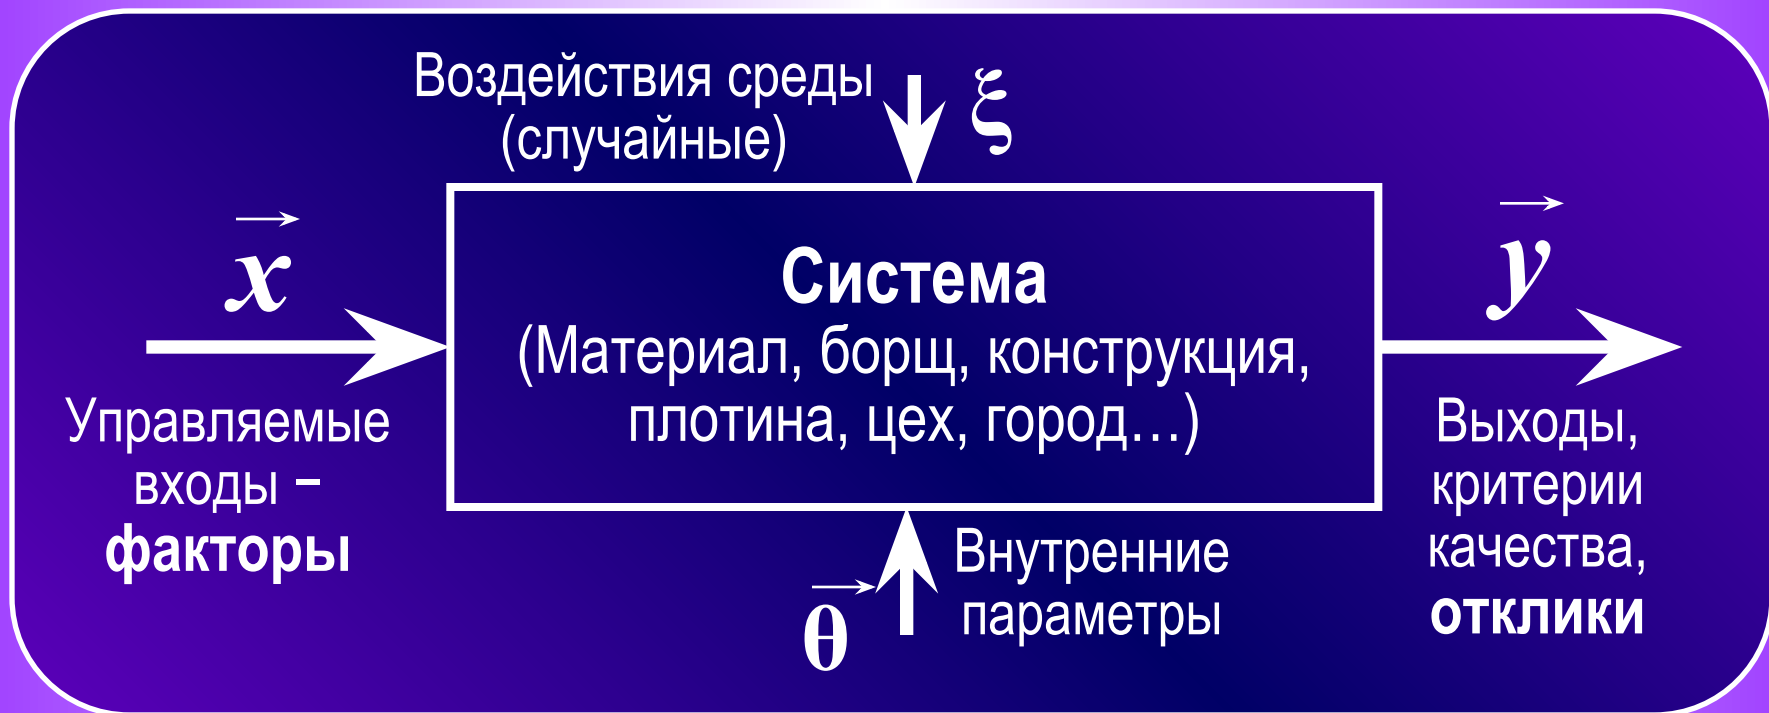 Воздействия среды
(случайные)
ξ
x
Управляемые
входы –
факторы
Система
(Материал, борщ, конструкция,
плотина, цех, город…)
y
Выходы,
критерии
качества,
отклики
θ
Внутренние
параметры